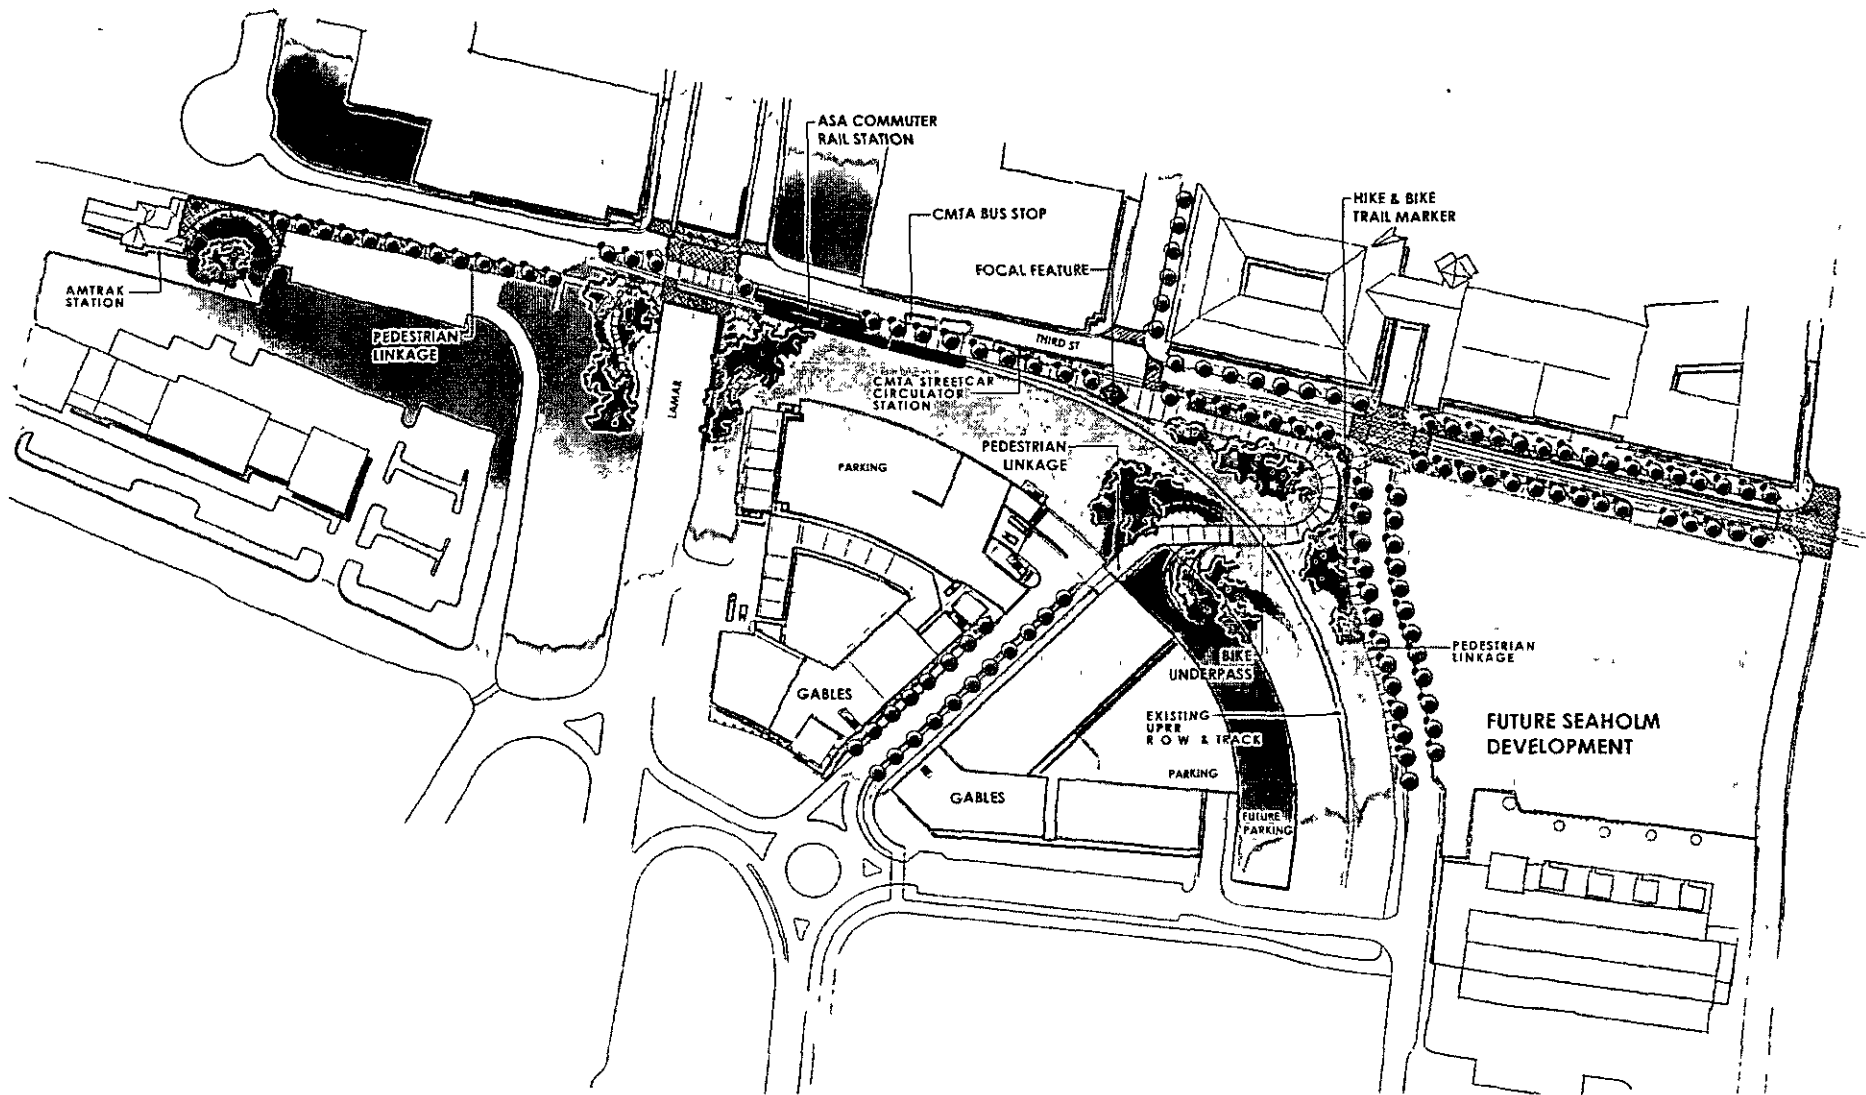 ASA COMMUTER
RAIL STATION
CMTA BUS STOP
HIKE & BIKE
TRAIL MARKER
FOCAL FEATURE
AMTRAK
STATION
PEDESTRIAN
LINKAGE
THIRD ST
LAMAR
CMTA STREETCAR
CIRCULATOR
STATION
PEDESTRIAN
LINKAGE
PARKING
BIKE
UNDERPASS
PEDESTRIAN
LINKAGE
GABLES
EXISTING
UPRR
R O W & TRACK
FUTURE SEAHOLM
DEVELOPMENT
PARKING
GABLES
FUTURE
PARKING